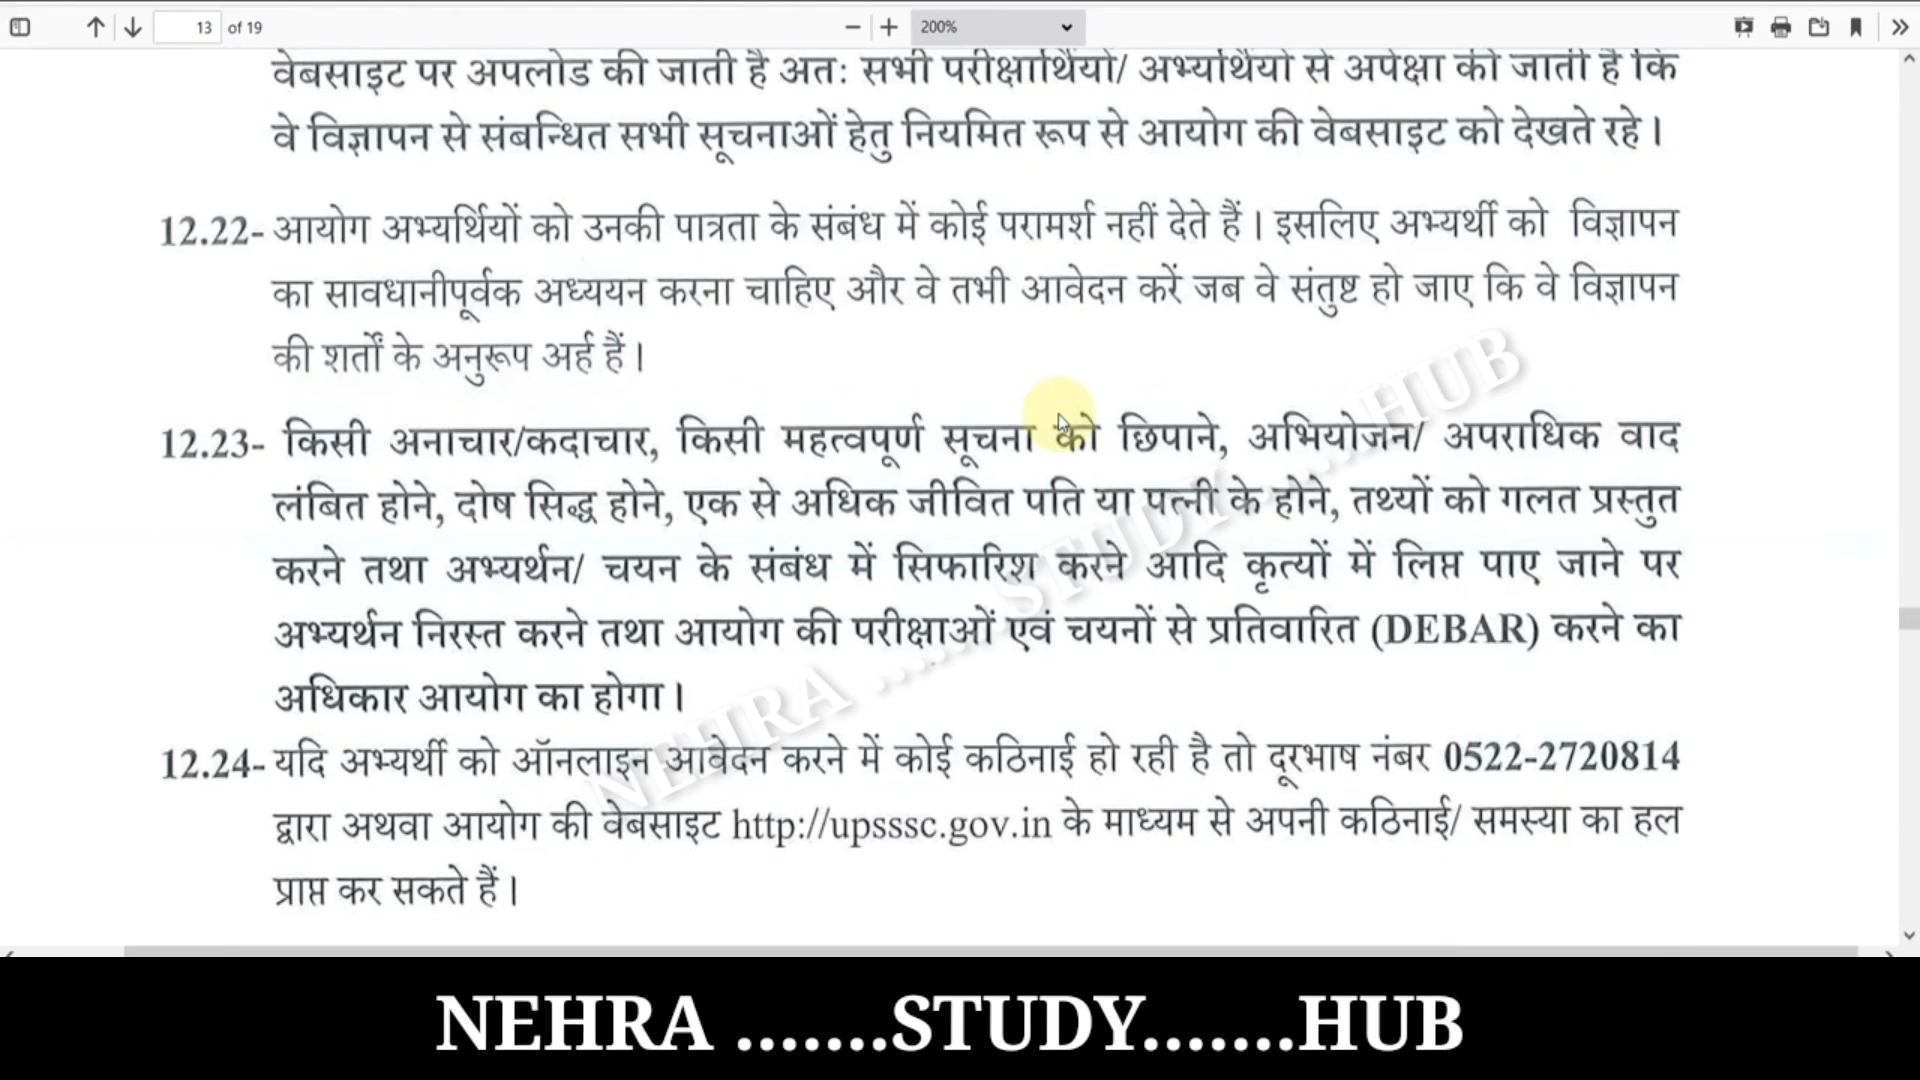 13 of 19 200%
वेबसाइट पर अपलोड की जाती है अतः सभी परीक्षार्थियों/ अभ्यर्थियों से अपेक्षा की जाती है कि
वे विज्ञापन से संबन्धित सभी सूचनाओं हेतु नियमित रूप से आयोग की वेबसाइट को देखते रहे।
12.22- आयोग अभ्यर्थियों को उनकी पात्रता के संबंध में कोई परामर्श नहीं देते हैं। इसलिए अभ्यर्थी को विज्ञापन
का सावधानीपूर्वक अध्ययन करना चाहिए और वे तभी आवेदन करें जब वे संतुष्ट हो जाए कि वे विज्ञापन
की शर्तों के अनुरूप अर्ह हैं।
12.23- किसी अनाचार/कदाचार, किसी महत्वपूर्ण सूचना को छिपाने, अभियोजन/ अपराधिक वाद
लंबित होने, दोष सिद्ध होने, एक से अधिक जीवित पति या पत्नी के होने, तथ्यों को गलत प्रस्तुत
करने तथा अभ्यर्थन/ चयन के संबंध में सिफारिश करने आदि कृत्यों में लिप्त पाए जाने पर
अभ्यर्थन निरस्त करने तथा आयोग की परीक्षाओं एवं चयनों से प्रतिवारित (DEBAR) करने का
अधिकार आयोग का होगा।
12.24- यदि अभ्यर्थी को ऑनलाइन आवेदन करने में कोई कठिनाई हो रही है तो दूरभाष नंबर 0522-2720814
द्वारा अथवा आयोग की वेबसाइट http://upsssc.gov.in के माध्यम से अपनी कठिनाई/ समस्या का हल
प्राप्त कर सकते हैं।
NEHRA .......STUDY.......HUB
NEHRA .......STUDY.......HUB